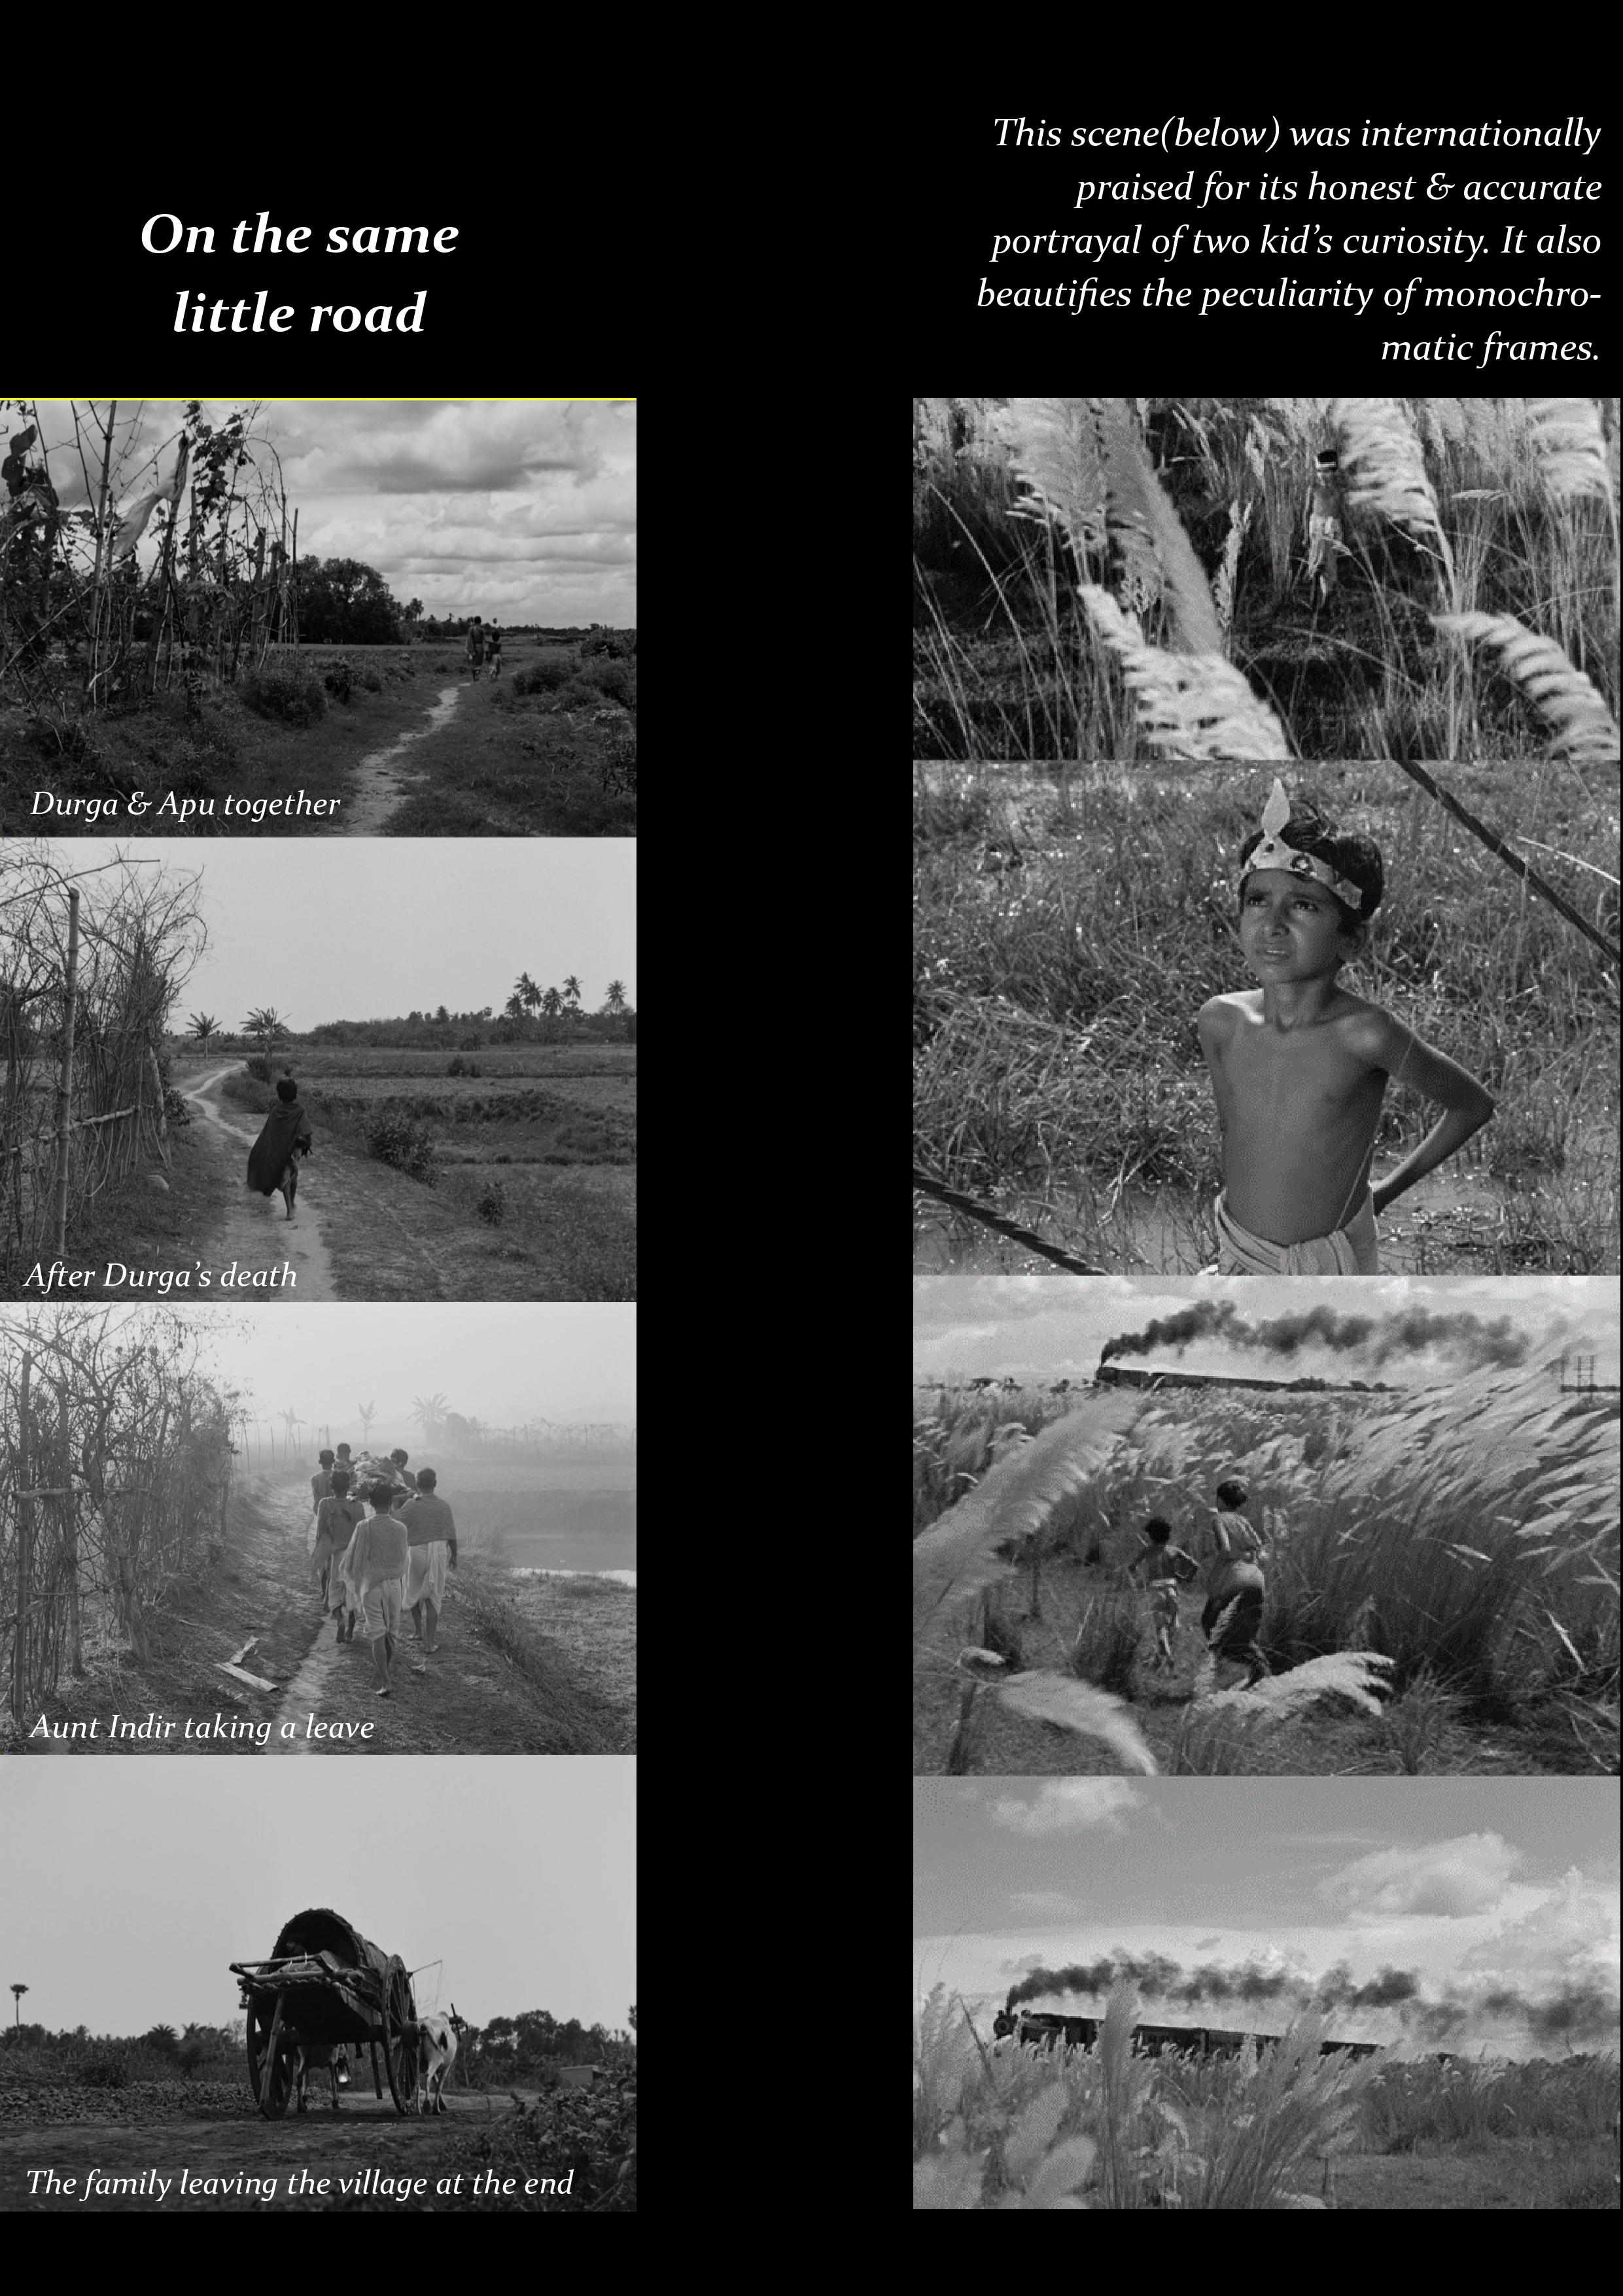 On the same
little road
This scene(below) was internationally
praised for its honest & accurate
portrayal of two kid's curiosity. It also
beautifies the peculiarity of monochro-
matic frames.
Durga & Apu together
After Durga's death
Aunt Indir taking a leave
The family leaving the village at the end